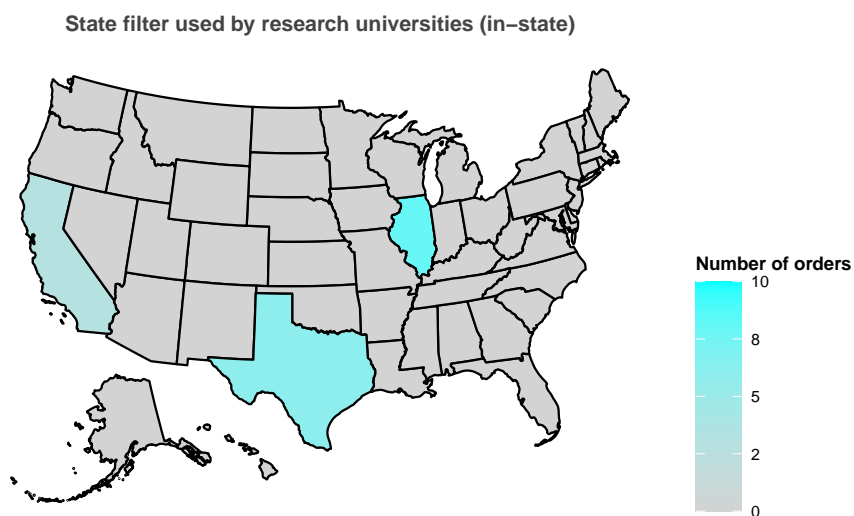 State filter used by research universities (in−state)
Number of orders
10
8
5
2
0